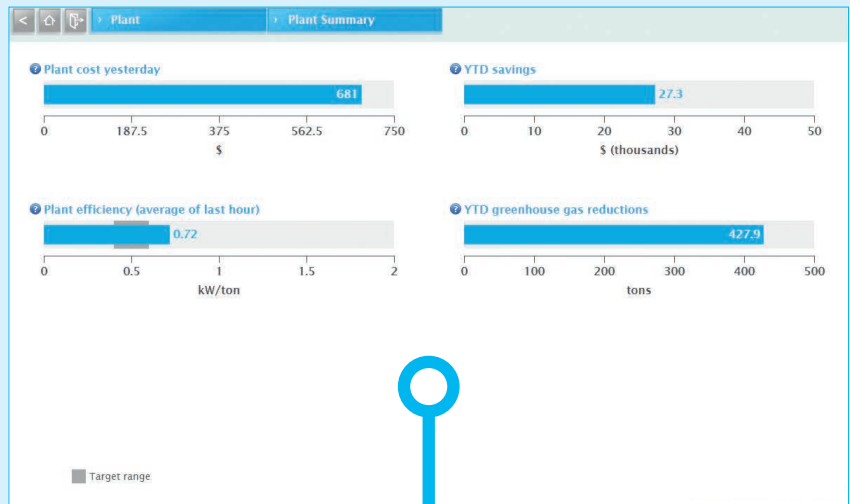 Plant
Plant Summary
Plant cost yesterday
681
0 187.5 375 562.5 750
$
YTD savings
27.3
0 10 20 30 40 50
$ (thousands)
Plant efficiency (average of last hour)
0.72
0 0.5 1 1.5 2
kW/ton
YTD greenhouse gas reductions
427.9
0 100 200 300 400 500
tons
Target range